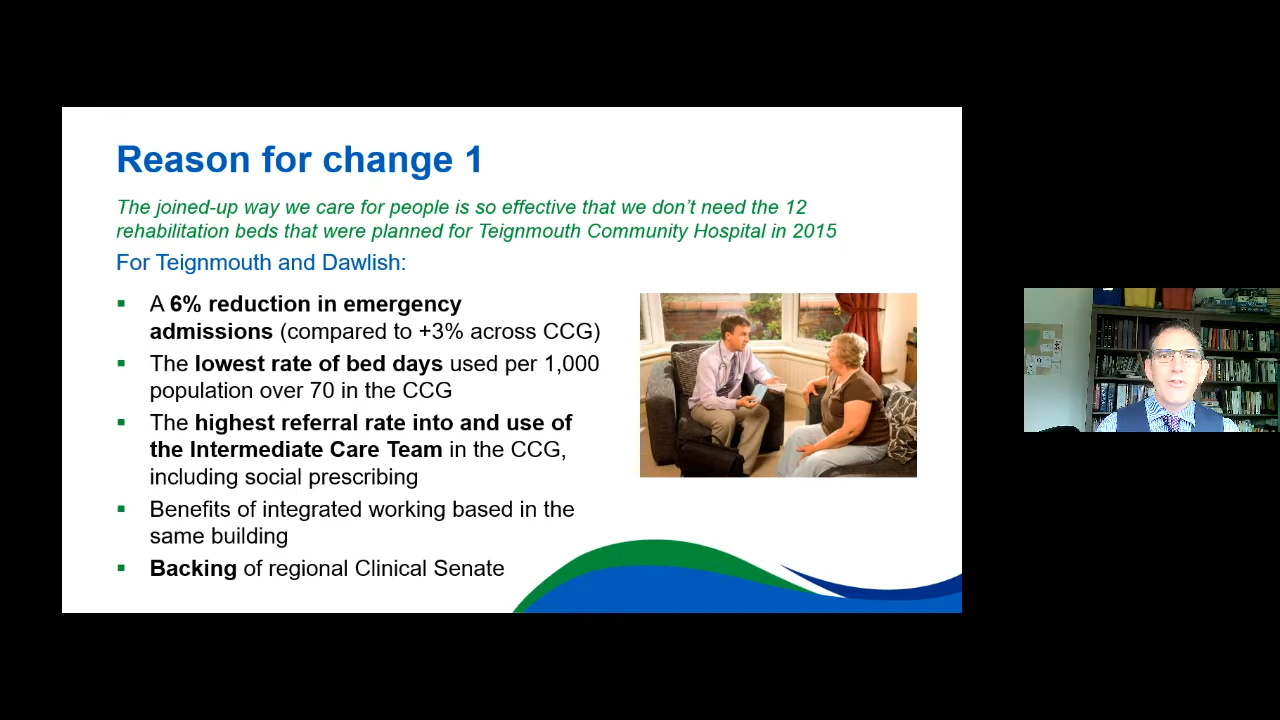 Reason for change 1
The joined-up way we care for people is so effective that we don’t need the 12
rehabilitation beds that were planned for Teignmouth Community Hospital in 2015
For Teignmouth and Dawlish:
▪ A 6% reduction in emergency
admissions (compared to +3% across CCG)
▪ The lowest rate of bed days used per 1,000
population over 70 in the CCG
▪ The highest referral rate into and use of
the Intermediate Care Team in the CCG,
including social prescribing
▪ Benefits of integrated working based in the
same building
▪ Backing of regional Clinical Senate